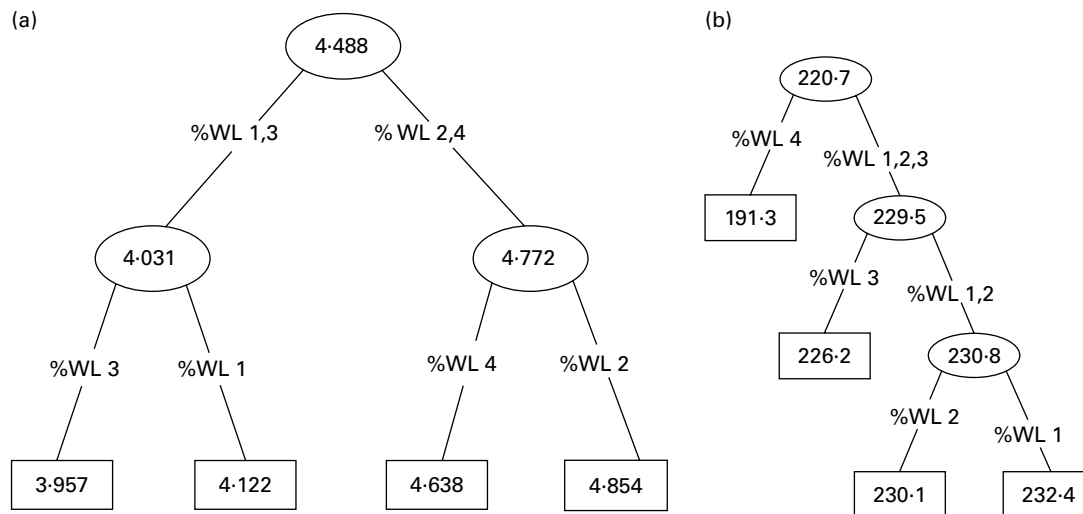 (a)
4·488
%WL 1,3
% WL 2,4
4·031
4·772
%WL 3
%WL 1
%WL 4
%WL 2
3·957
4·122
4·638
4·854
(b)
220·7
%WL 4
%WL 1,2,3
191·3
229·5
%WL 3
%WL 1,2
226·2
230·8
%WL 2
%WL 1
230·1
232·4